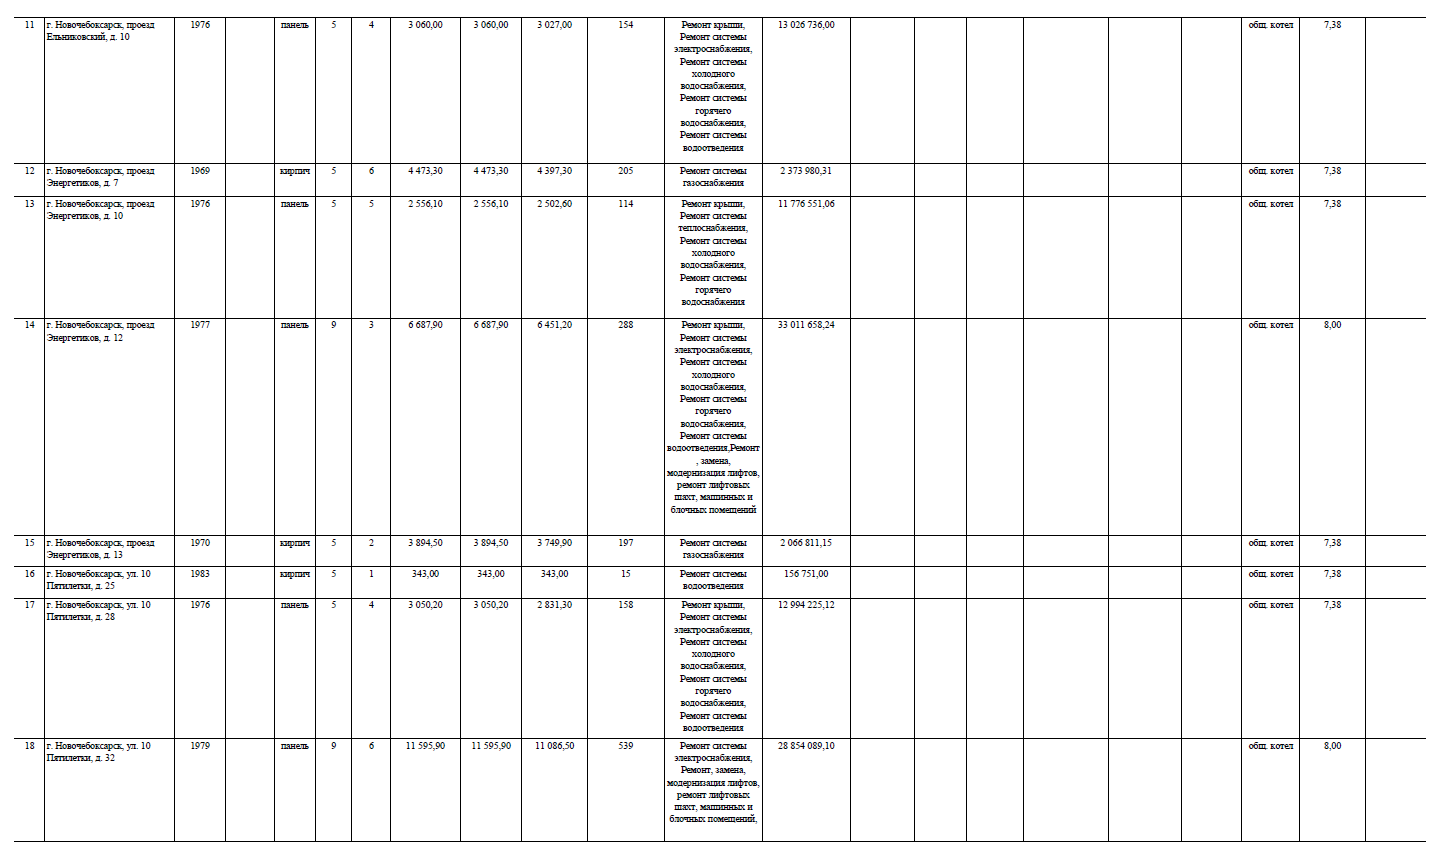 11 г. Новочебоксарск, проезд 1976 панель 5 4 3 060,00 3 060,00 3 027,00 154 Ремонт крыши, 13 026 736,00 общ. котел 7,38
Ельниковский, д. 10 Ремонт системы
электроснабжения,
Ремонт системы
холодного
водоснабжения,
Ремонт системы
горячего
водоснабжения,
Ремонт системы
водоотведения
12 г. Новочебоксарск, проезд 1969 кирпич 5 6 4 473,30 4 473,30 4 397,30 205 Ремонт системы 2 373 980,31 общ. котел 7,38
Энергетиков, д. 7 газоснабжения
13 г. Новочебоксарск, проезд 1976 панель 5 5 2 556,10 2 556,10 2 502,60 114 Ремонт крыши, 11 776 551,06 общ. котел 7,38
Энергетиков, д. 10 Ремонт системы
теплоснабжения,
Ремонт системы
холодного
водоснабжения,
Ремонт системы
горячего
водоснабжения
14 г. Новочебоксарск, проезд 1977 панель 9 3 6 687,90 6 687,90 6 451,20 288 Ремонт крыши, 33 011 658,24 общ. котел 8,00
Энергетиков, д. 12 Ремонт системы
электроснабжения,
Ремонт системы
холодного
водоснабжения,
Ремонт системы
горячего
водоснабжения,
Ремонт системы
водоотведения,Ремонт
, замена,
модернизация лифтов,
ремонт лифтовых
шахт, машинных и
блочных помещений
15 г. Новочебоксарск, проезд 1970 кирпич 5 2 3 894,50 3 894,50 3 749,90 197 Ремонт системы 2 066 811,15 общ. котел 7,38
Энергетиков, д. 13 газоснабжения
16 г. Новочебоксарск, ул. 10 1983 кирпич 5 1 343,00 343,00 343,00 15 Ремонт системы 156 751,00 общ. котел 7,38
Пятилетки, д. 25 водоотведения
17 г. Новочебоксарск, ул. 10 1976 панель 5 4 3 050,20 3 050,20 2 831,30 158 Ремонт крыши, 12 994 225,12 общ. котел 7,38
Пятилетки, д. 28 Ремонт системы
электроснабжения,
Ремонт системы
холодного
водоснабжения,
Ремонт системы
горячего
водоснабжения,
Ремонт системы
водоотведения
18 г. Новочебоксарск, ул. 10 1979 панель 9 6 11 595,90 11 595,90 11 086,50 539 Ремонт системы 28 854 089,10 общ. котел 8,00
Пятилетки, д. 32 электроснабжения,
Ремонт, замена,
модернизация лифтов,
ремонт лифтовых
шахт, машинных и
блочных помещений,